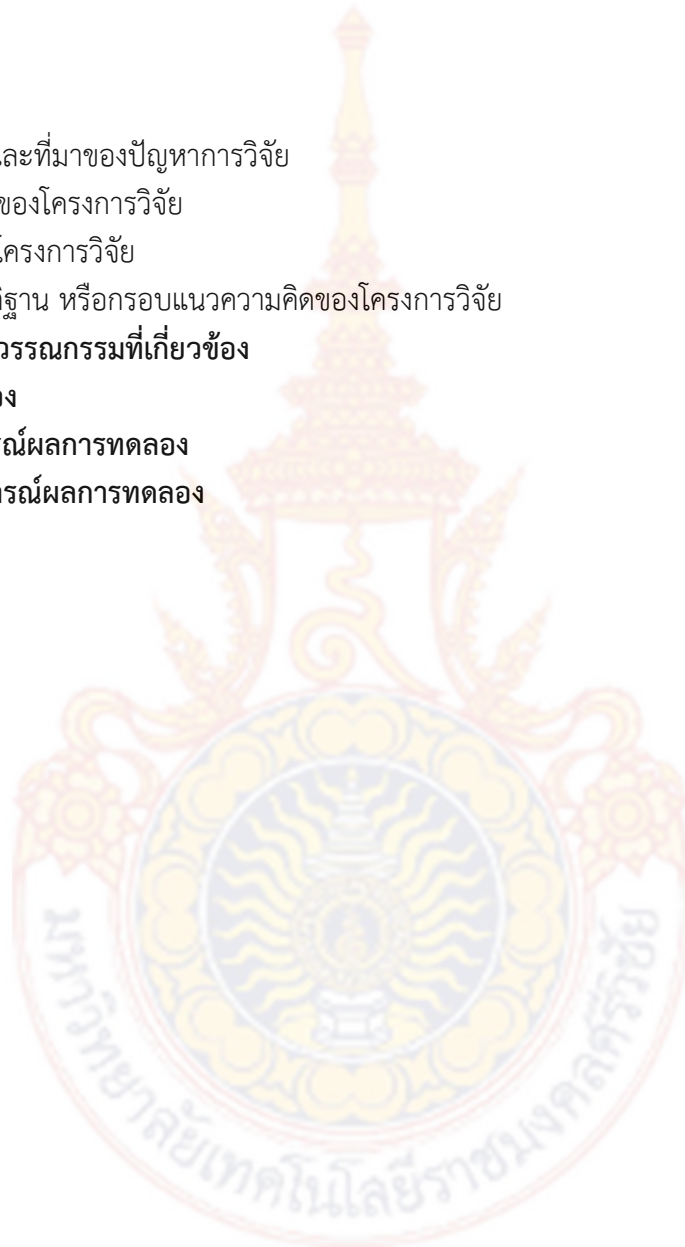 ละที่มาของปัญหาการวิจัย
ของโครงการวิจัย
โครงการวิจัย
ติฐาน หรือกรอบแนวความคิดของโครงการวิจัย
วรรณกรรมที่เกี่ยวข้อง
อง
รณ์ผลการทดลอง
ารณ์ผลการทดลอง
มหาวิทยาลัยเทคโนโลยีราชมงคลศรีวิชัย